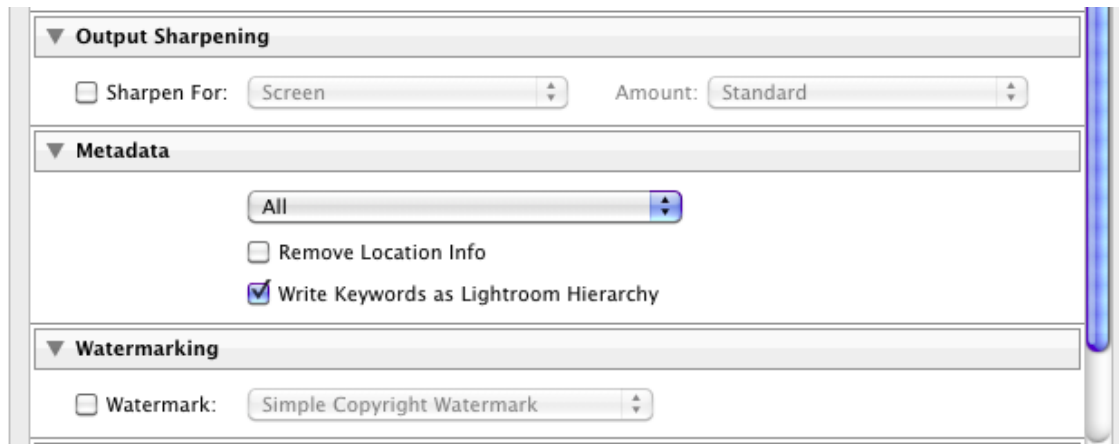 Output Sharpening
Sharpen For: Screen Amount: Standard
Metadata
All
Remove Location Info
Write Keywords as Lightroom Hierarchy
Watermarking
Watermark: Simple Copyright Watermark